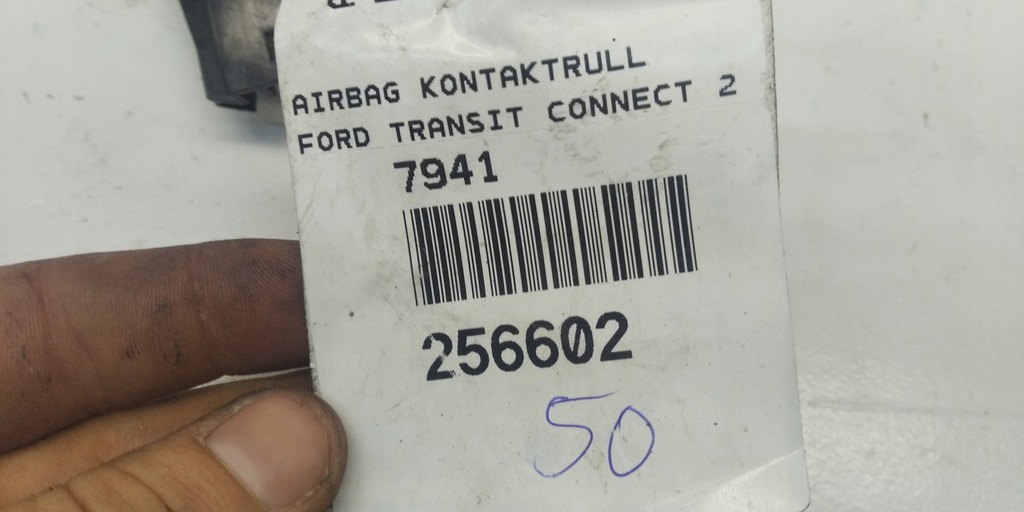 AIRBAG KONTAKTRULL
FORD TRANSIT CONNECT 2
7941
256602
50